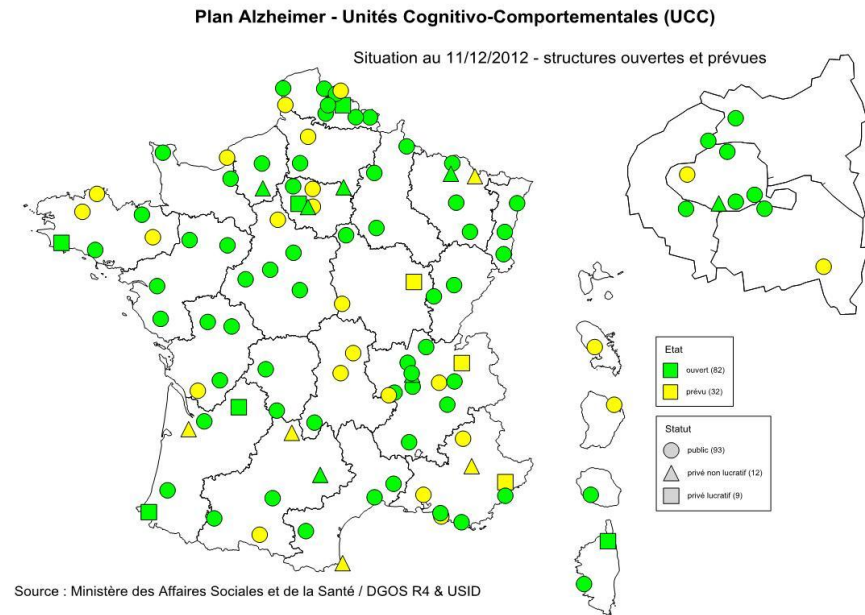 Plan Alzheimer - Unités Cognitivo-Comportementales (UCC)
Situation au 11/12/2012 - structures ouvertes et prévues
Etat
ouvert (82)
prévu (32)
Statut
public (93)
privé non lucratif (12)
privé lucratif (9)
Source : Ministère des Affaires Sociales et de la Santé / DGOS R4 & USID